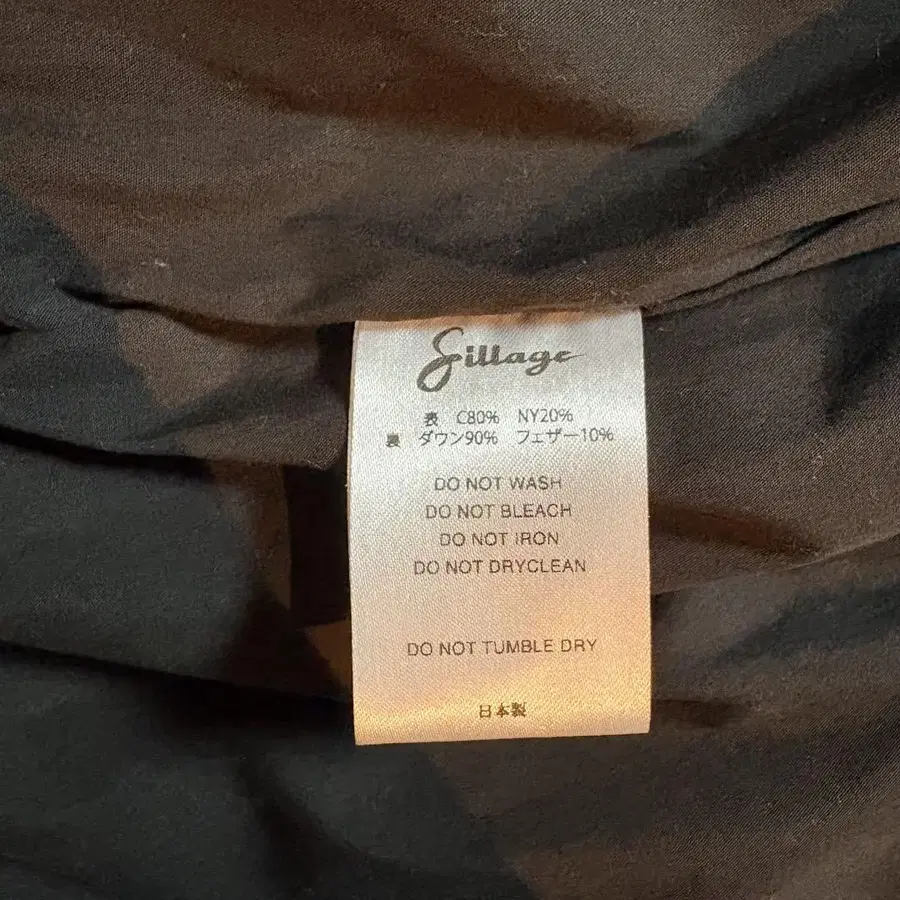 Sillage
表 C80% NY20%
裏 ダウン90% フェザー10%
DO NOT WASH
DO NOT BLEACH
DO NOT IRON
DO NOT DRYCLEAN
DO NOT TUMBLE DRY
日本製